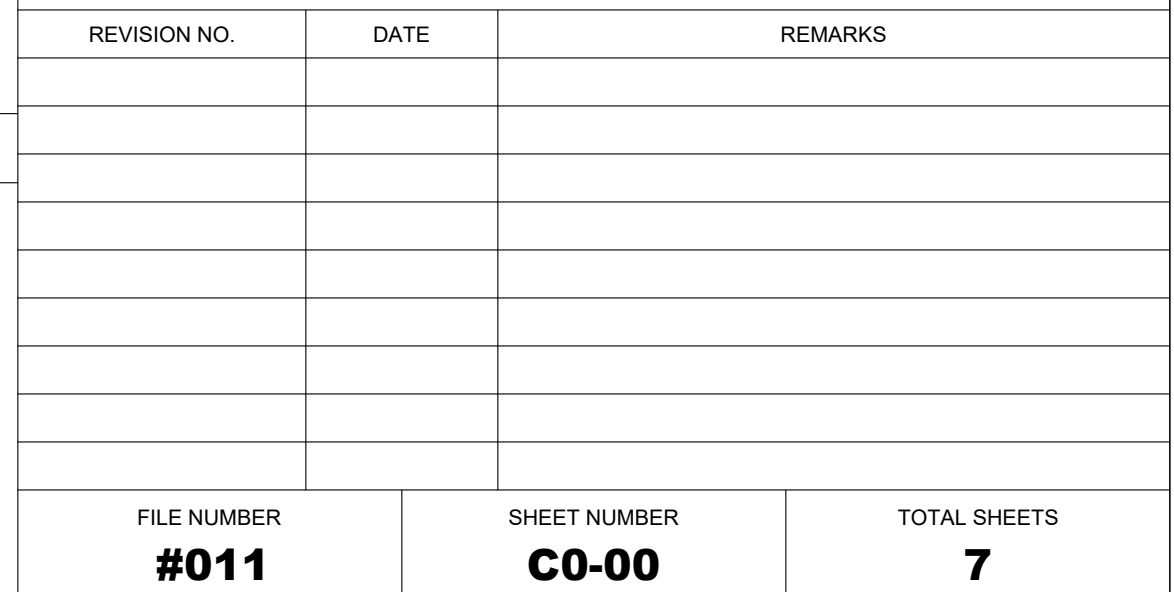 REVISION NO. DATE REMARKS
FILE NUMBER SHEET NUMBER TOTAL SHEETS
#011 C0-00 7